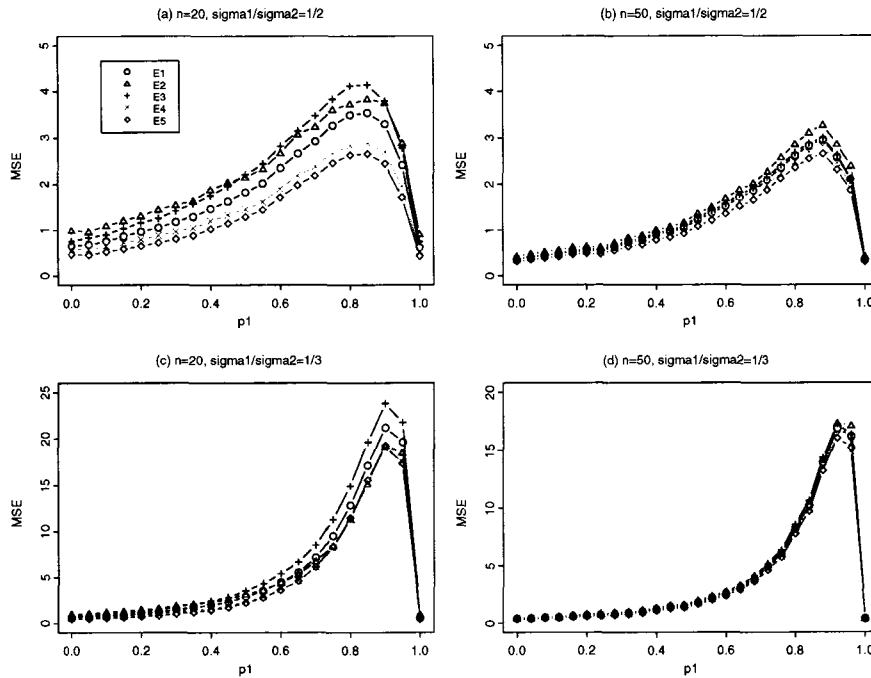 (a) n=20, sigma1/sigma2=1/2
MSE
5
4
3
2
1
0
E1
E2
E3
E4
E5
0.0 0.2 0.4 0.6 0.8 1.0
p1
(b) n=50, sigma1/sigma2=1/2
MSE
5
4
3
2
1
0
0.0 0.2 0.4 0.6 0.8 1.0
p1
(c) n=20, sigma1/sigma2=1/3
MSE
25
20
15
10
5
0
0.0 0.2 0.4 0.6 0.8 1.0
p1
(d) n=50, sigma1/sigma2=1/3
MSE
20
15
10
5
0
0.0 0.2 0.4 0.6 0.8 1.0
p1